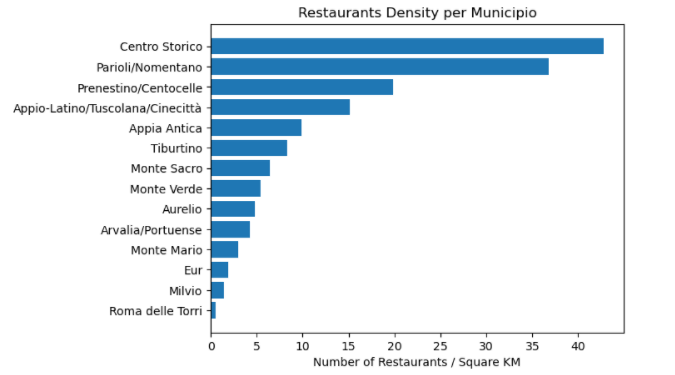 Restaurants Density per Municipio
Centro Storico
Parioli/Nomentano
Prenestino/Centocelle
Appio-Latino/Tuscolana/Cinecittà
Appia Antica
Tiburtino
Monte Sacro
Monte Verde
Aurelio
Arvalia/Portuense
Monte Mario
Eur
Milvio
Roma delle Torri
0 5 10 15 20 25 30 35 40
Number of Restaurants / Square KM